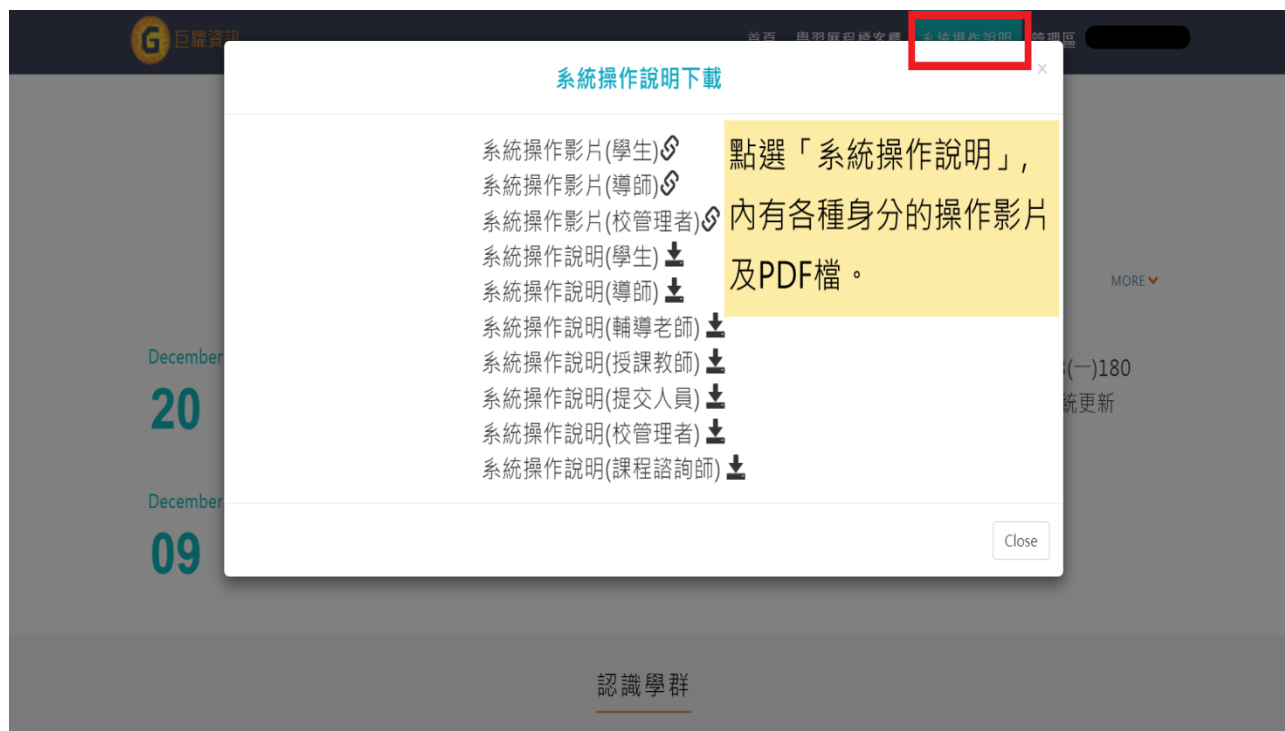 G 巨耀資訊
首頁 學習歷程檔案櫃 系統操作說明 管理區
系統操作說明下載
×
系統操作影片(學生)
系統操作影片(導師)
系統操作影片(校管理者)
系統操作說明(學生)
系統操作說明(導師)
系統操作說明(輔導老師)
系統操作說明(授課教師)
系統操作說明(提交人員)
系統操作說明(校管理者)
系統操作說明(課程諮詢師)
點選「系統操作說明」,
內有各種身分的操作影片
及PDF檔。
MORE
December
20
(一)180
統更新
December
09
Close
認識學群